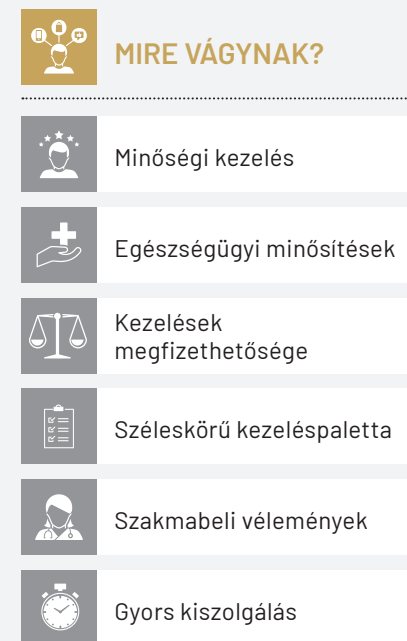 MIRE VÁGYNAK?
Minőségi kezelés
Egészségügyi minősítések
Kezelések
megfizethetősége
Széleskörű kezeléspaletta
Szakmabeli vélemények
Gyors kiszolgálás